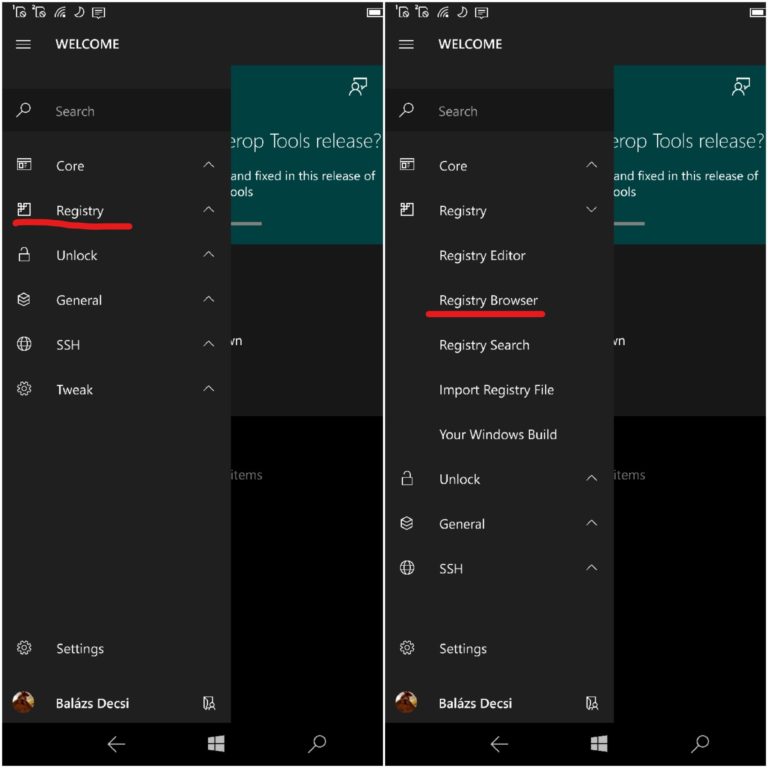 WELCOME
Search
erop Tools release?
and fixed in this release of
ools
Core
Registry
Unlock
General
SSH
wn
Tweak
items
Settings
Balázs Decsi
WELCOME
Search
erop Tools release?
and fixed in this release of
ools
Core
Registry
Registry Editor
Registry Browser
Registry Search
wn
Import Registry File
Your Windows Build
Unlock
items
General
SSH
Settings
Balázs Decsi